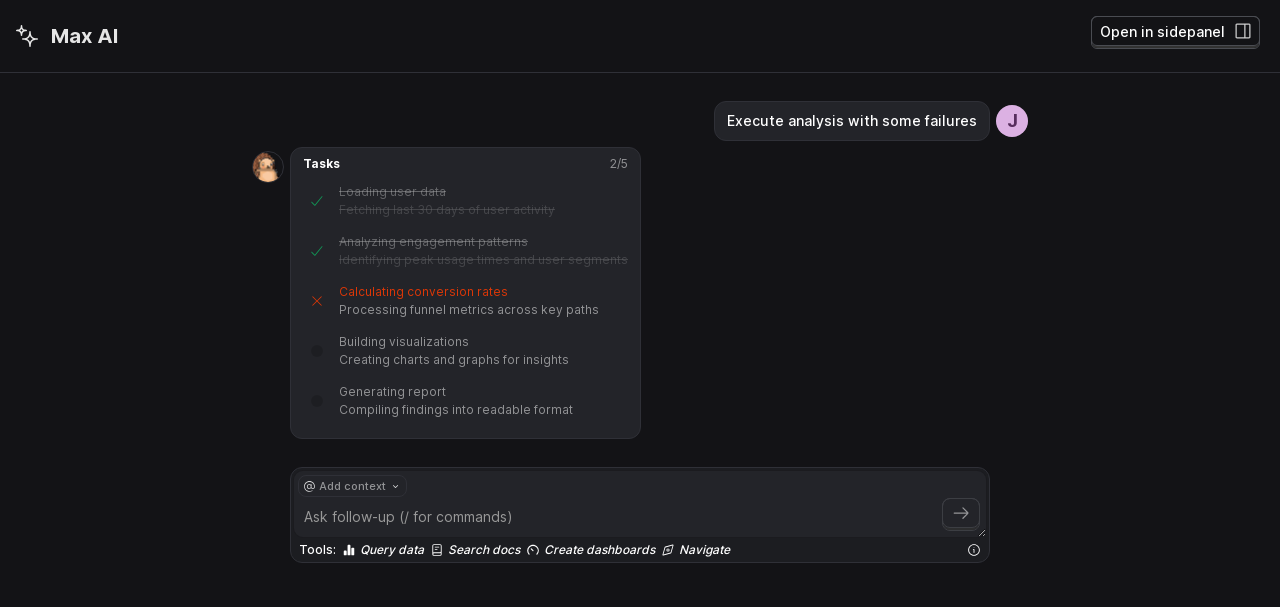 Max AI
Open in sidepanel
Execute analysis with some failures
J
Tasks
2/5
Loading user data
Fetching last 30 days of user activity
Analyzing engagement patterns
Identifying peak usage times and user segments
Calculating conversion rates
Processing funnel metrics across key paths
Building visualizations
Creating charts and graphs for insights
Generating report
Compiling findings into readable format
@ Add context
Ask follow-up (/ for commands)
Tools: Query data Search docs Create dashboards Navigate